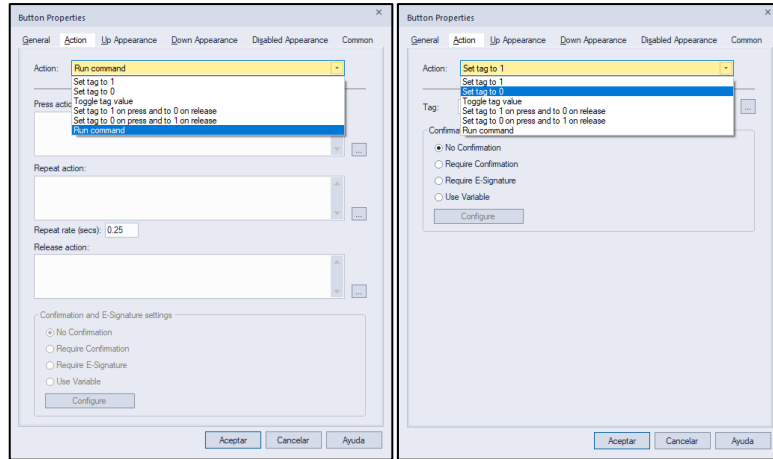 Button Properties
General Action Up Appearance Down Appearance Disabled Appearance Common
Action: Run command
Set tag to 1
Set tag to 0
Toggle tag value
Set tag to 1 on press and to 0 on release
Set tag to 0 on press and to 1 on release
Run command
Press
...
Repeat action:
...
Repeat rate (secs): 0.25
Release action:
...
Confirmation and E-Signature settings
No Confirmation
Require Confirmation
Require E-Signature
Use Variable
Configure
Aceptar Cancelar Ayuda
Button Properties
General Action Up Appearance Down Appearance Disabled Appearance Common
Action: Set tag to 1
Set tag to 1
Set tag to 0
Toggle tag value
Set tag to 1 on press and to 0 on release
Set tag to 0 on press and to 1 on release
Run command
Tag: ...
No Confirmation
Require Confirmation
Require E-Signature
Use Variable
Configure
Aceptar Cancelar Ayuda